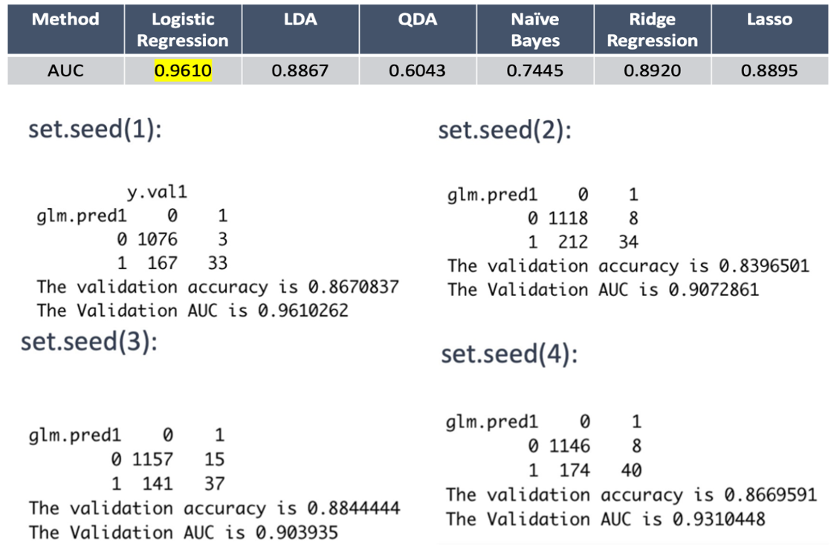 Method Logistic Regression LDA QDA Naïve Bayes Ridge Regression Lasso
AUC 0.9610 0.8867 0.6043 0.7445 0.8920 0.8895
set.seed(1):
y.val1
glm.pred1 0 1
0 1076 3
1 167 33
The validation accuracy is 0.8670837
The Validation AUC is 0.9610262
set.seed(2):
glm.pred1 0 1
0 1118 8
1 212 34
The validation accuracy is 0.8396501
The Validation AUC is 0.9072861
set.seed(3):
glm.pred1 0 1
0 1157 15
1 141 37
The validation accuracy is 0.8844444
The Validation AUC is 0.903935
set.seed(4):
glm.pred1 0 1
0 1146 8
1 174 40
The validation accuracy is 0.8669591
The Validation AUC is 0.9310448